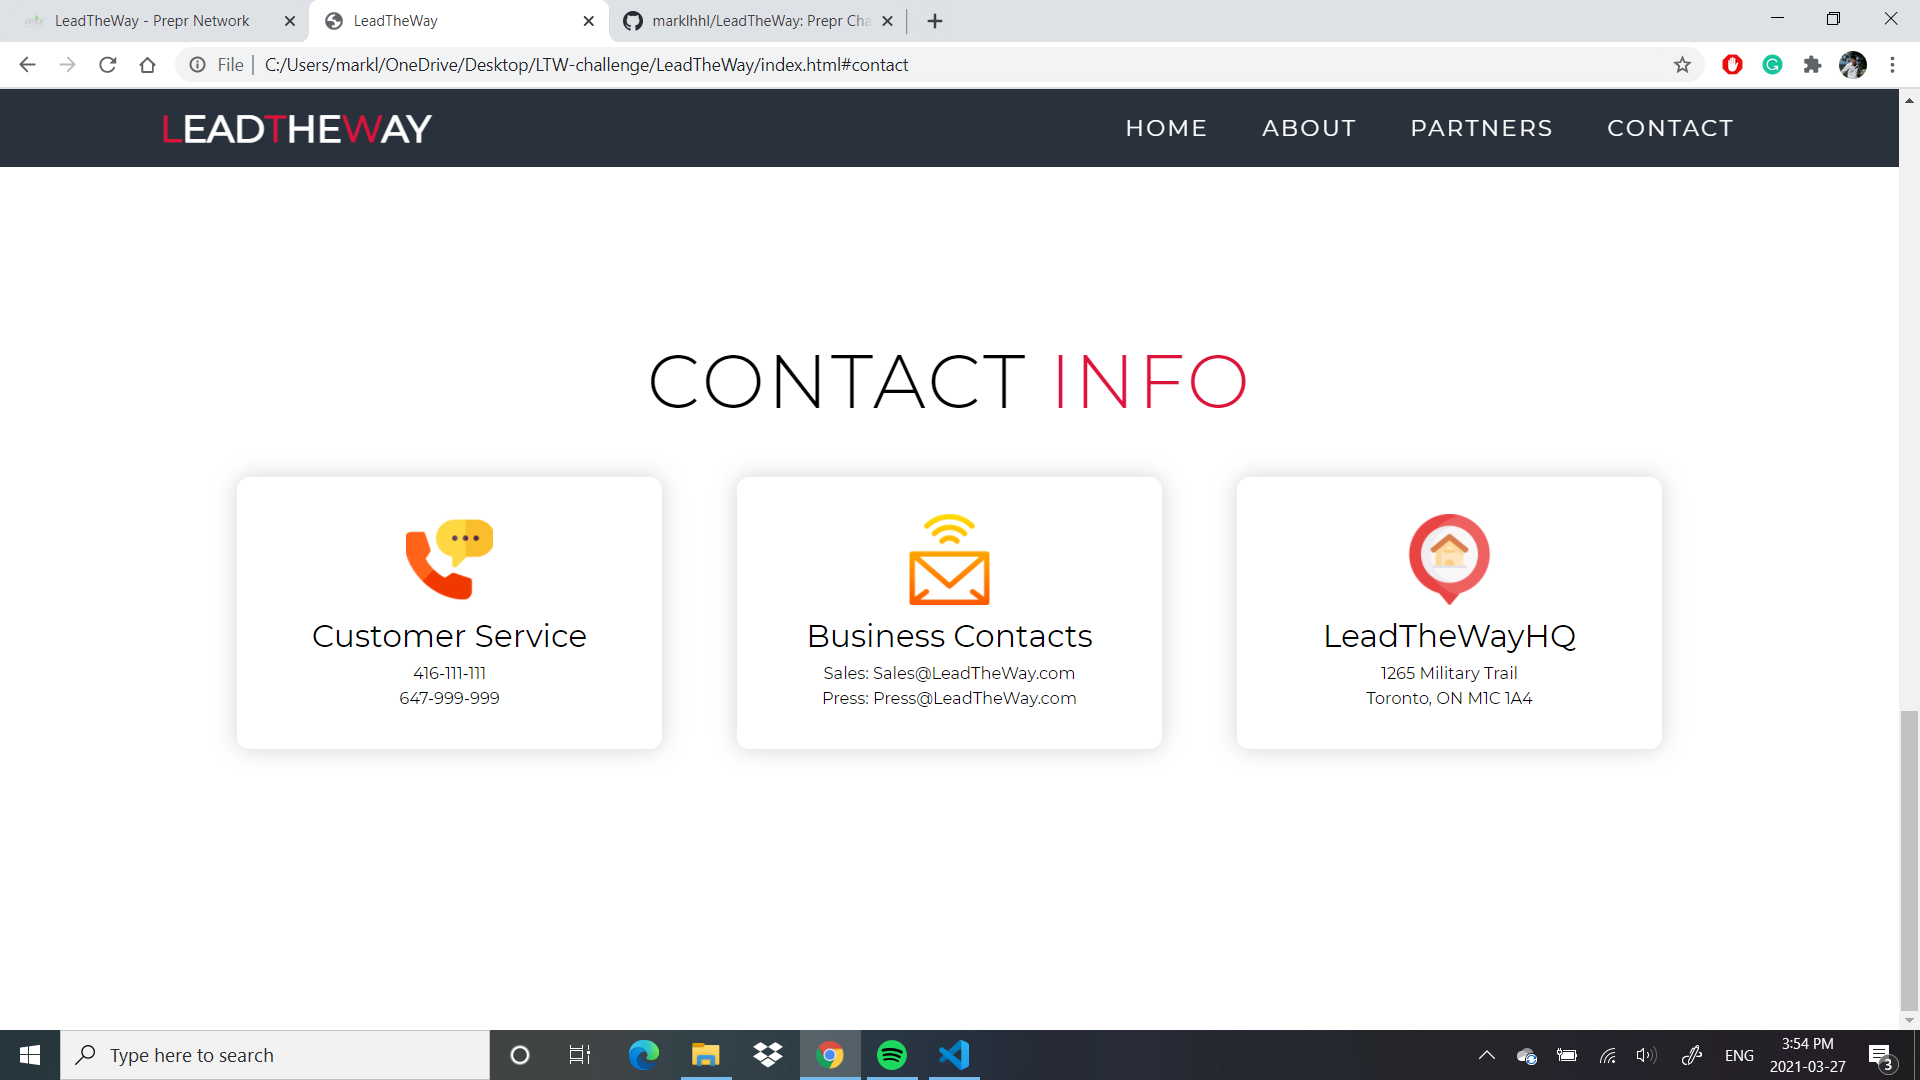 LeadTheWay - Prepr Network
LeadTheWay
marklhhl/LeadTheWay: Prepr Cha
File
C:/Users/markl/OneDrive/Desktop/LTW-challenge/LeadTheWay/index.html#contact
LEADTHEWAY
HOME
ABOUT
PARTNERS
CONTACT
CONTACT INFO
Customer Service
416-111-111
647-999-999
Business Contacts
Sales: Sales@LeadTheWay.com
Press: Press@LeadTheWay.com
LeadTheWayHQ
1265 Military Trail
Toronto, ON M1C 1A4
Type here to search
ENG
3:54 PM
2021-03-27
3